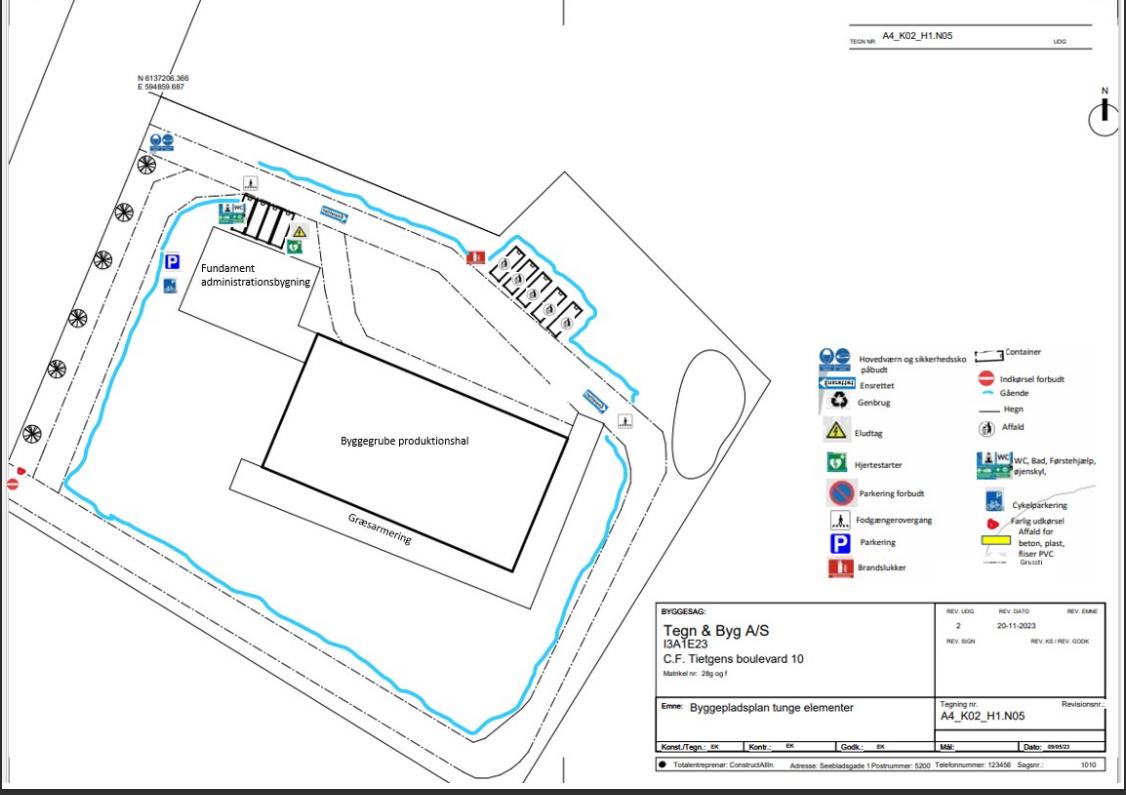 TEGN NR A4_K02_H1.N05 UDG
N
N 6137206.366
E 594859.687
WC
Ensrettet
P
Fundament
administrationsbygning
Ensrettet
Byggegrube produktionshal
Græsarmering
Hovedværn og sikkerhedssko
påbudt
Ensrettet
Genbrug
Eludtag
Hjertestarter
Parkering forbudt
Fodgængerovergang
P Parkering
Brandslukker
Container
Indkørsel forbudt
Gående
Hegn
Affald
WC WC, Bad, Førstehjælp,
øjenskyl,
Cykelparkering
Farlig udkørsel
Affald for
beton, plast,
fliser PVC
Grussti
BYGGESAG:
Tegn & Byg A/S
I3A1E23
C.F. Tietgens boulevard 10
Matrikel nr: 28g og f
REV. UDG REV. DATO REV. EMNE
2 20-11-2023
REV. SIGN REV. KS / REV. GODK
Emne: Byggepladsplan tunge elementer
Tegning nr. Revisionsnr.:
A4_K02_H1.N05
Konst./Tegn.: EK Kontr.: EK Godk.: EK Mål: Dato: 09/05/23
Totalentreprenør: ConstructAllIn Adresse: Seebladsgade 1 Postnummer: 5200 Telefonnummer: 123456 Sagsnr.: 1010